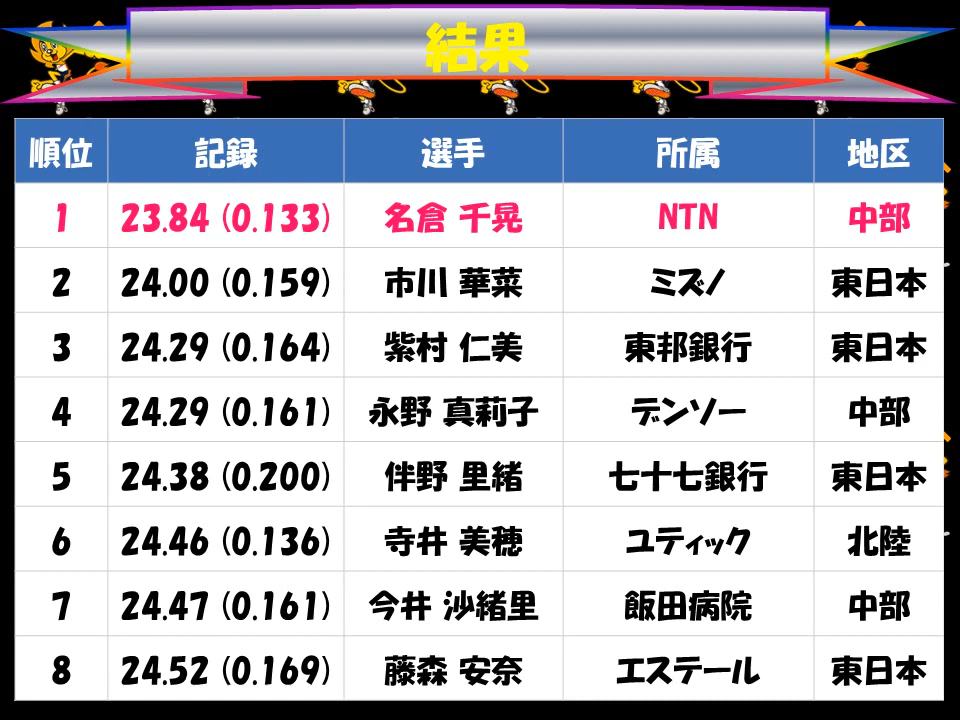 結果
順位 記録 選手 所属 地区
1 23.84 (0.133) 名倉 千晃 NTN 中部
2 24.00 (0.159) 市川 華菜 ミズノ 東日本
3 24.29 (0.164) 紫村 仁美 東邦銀行 東日本
4 24.29 (0.161) 永野 真莉子 デンソー 中部
5 24.38 (0.200) 伴野 里緒 七十七銀行 東日本
6 24.46 (0.136) 寺井 美穂 ユティック 北陸
7 24.47 (0.161) 今井 沙緒里 飯田病院 中部
8 24.52 (0.169) 藤森 安奈 エステール 東日本